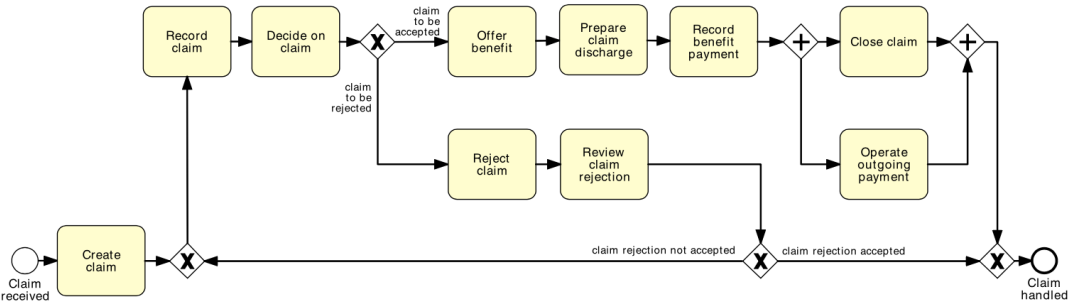 claim
to be
accepted
Record
claim
Decide on
claim
X
Offer
benefit
Prepare
claim
discharge
Record
benefit
payment
+
Close claim
+
claim
to be
rejected
Reject
claim
Review
claim
rejection
Operate
outgoing
payment
Create
claim
X
claim rejection not accepted
X
claim rejection accepted
X
Claim
received
Claim
handled